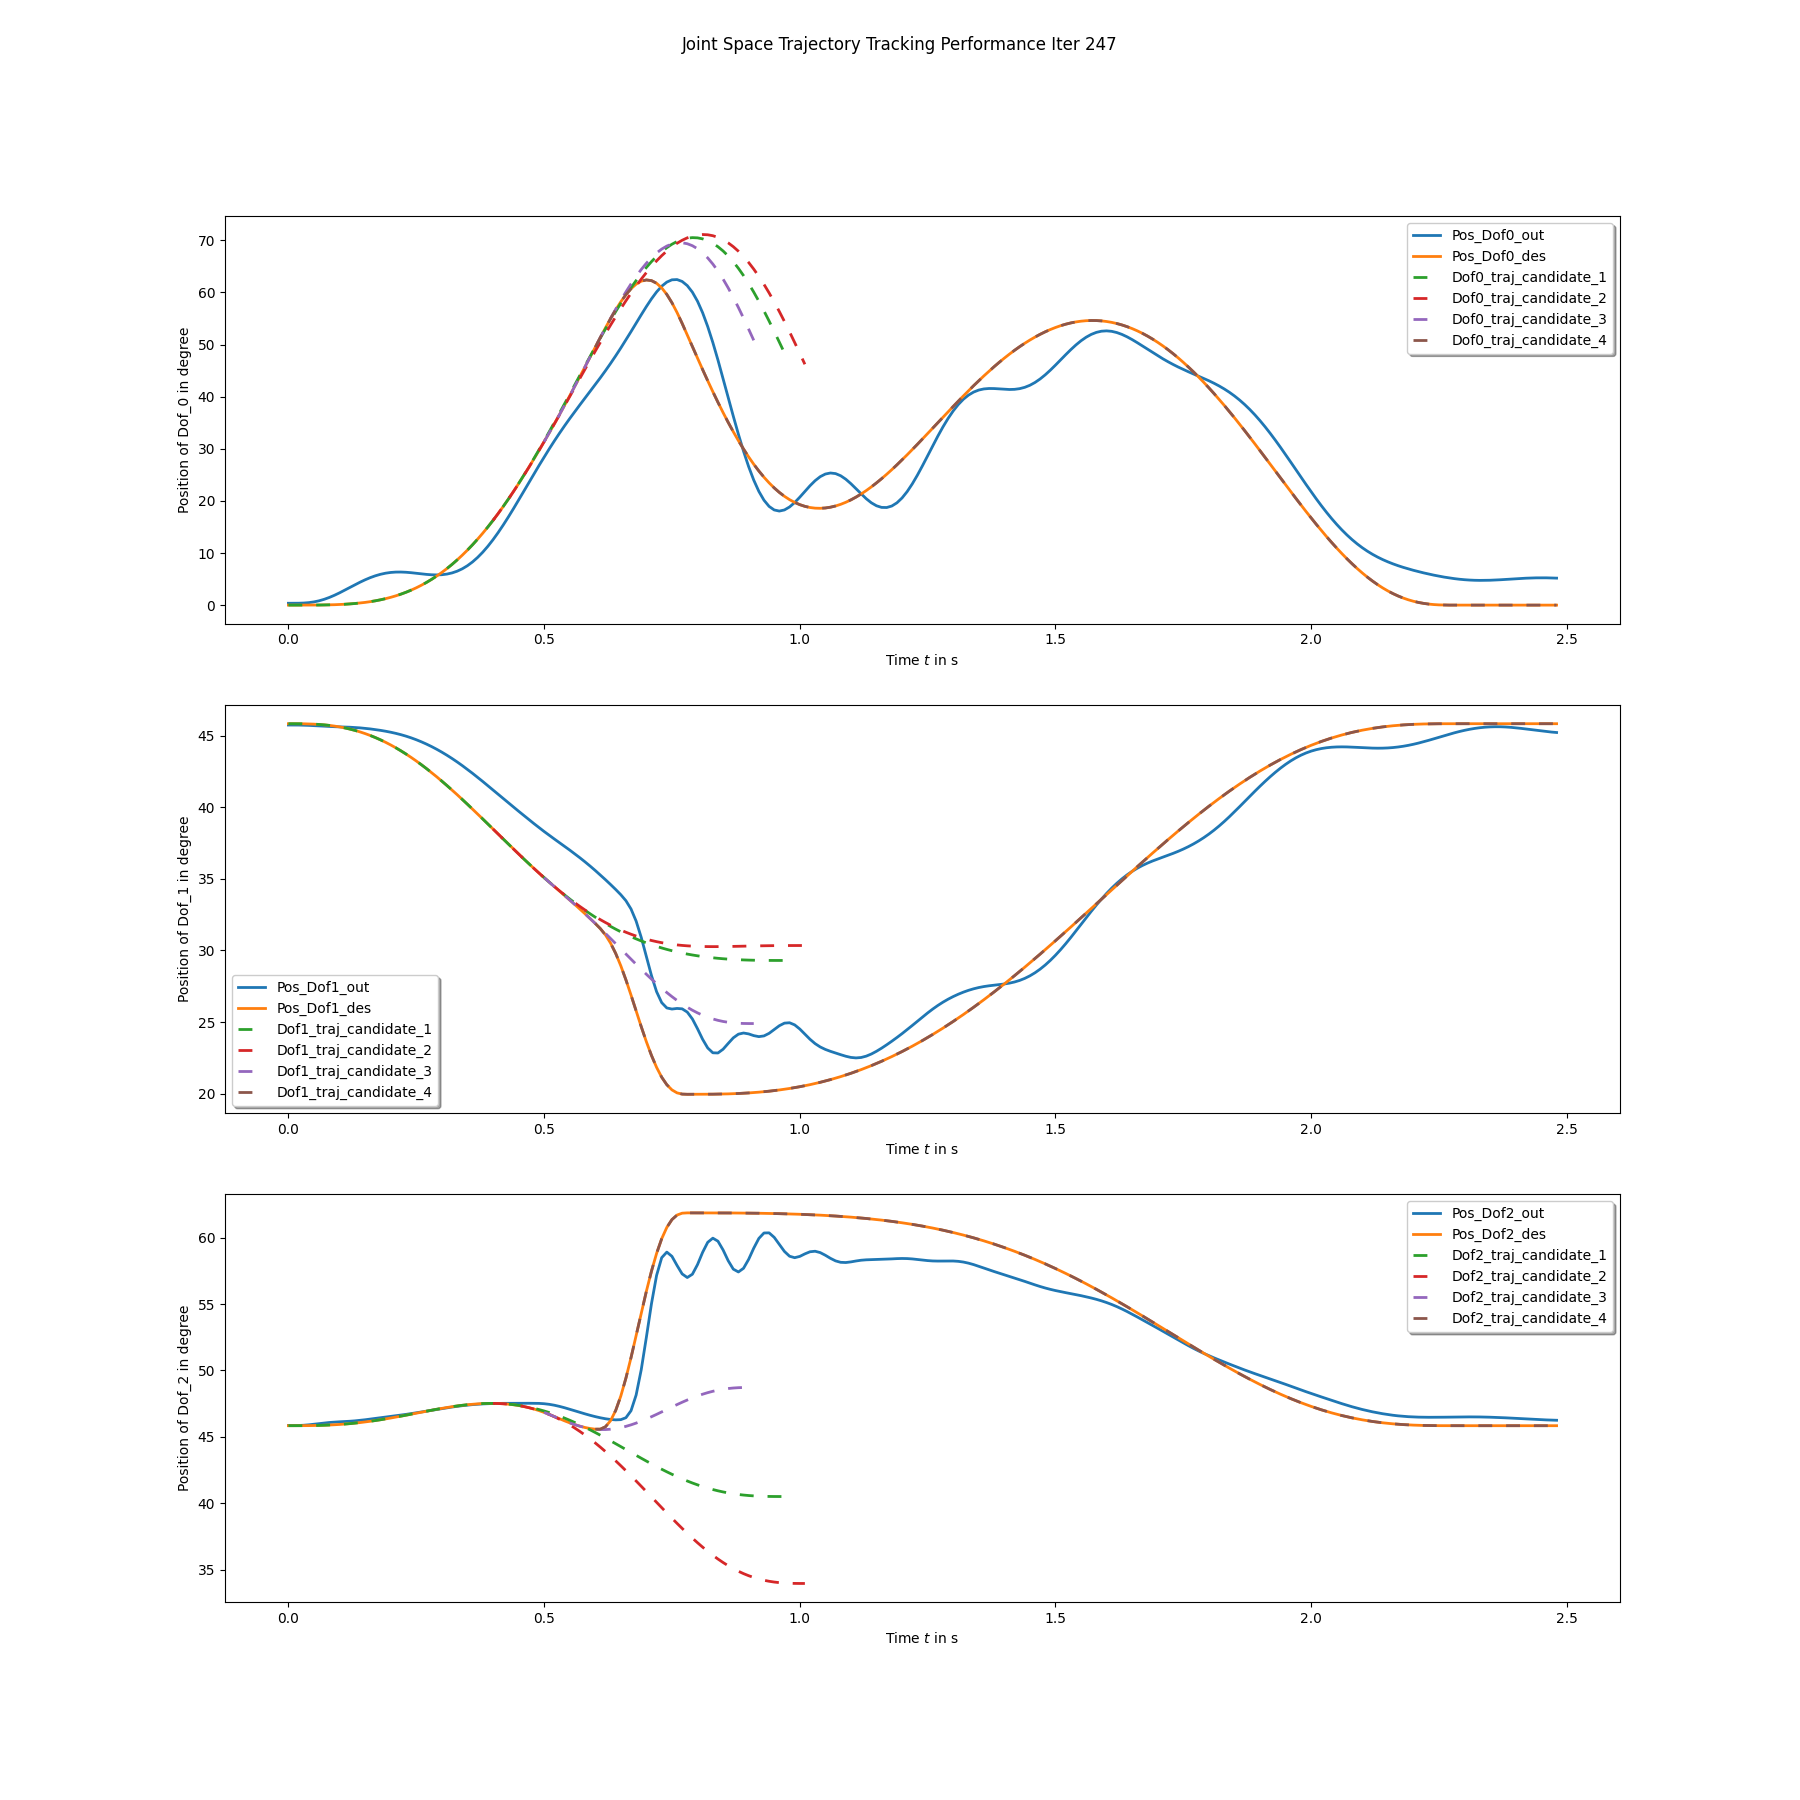 Joint Space Trajectory Tracking Performance Iter 247
Position of Dof_0 in degree
70
60
50
40
30
20
10
0
Pos_Dof0_out
Pos_Dof0_des
Dof0_traj_candidate_1
Dof0_traj_candidate_2
Dof0_traj_candidate_3
Dof0_traj_candidate_4
0.0 0.5 1.0 1.5 2.0 2.5
Time t in s
Position of Dof_1 in degree
45
40
35
30
25
20
Pos_Dof1_out
Pos_Dof1_des
Dof1_traj_candidate_1
Dof1_traj_candidate_2
Dof1_traj_candidate_3
Dof1_traj_candidate_4
0.0 0.5 1.0 1.5 2.0 2.5
Time t in s
Position of Dof_2 in degree
60
55
50
45
40
35
Pos_Dof2_out
Pos_Dof2_des
Dof2_traj_candidate_1
Dof2_traj_candidate_2
Dof2_traj_candidate_3
Dof2_traj_candidate_4
0.0 0.5 1.0 1.5 2.0 2.5
Time t in s